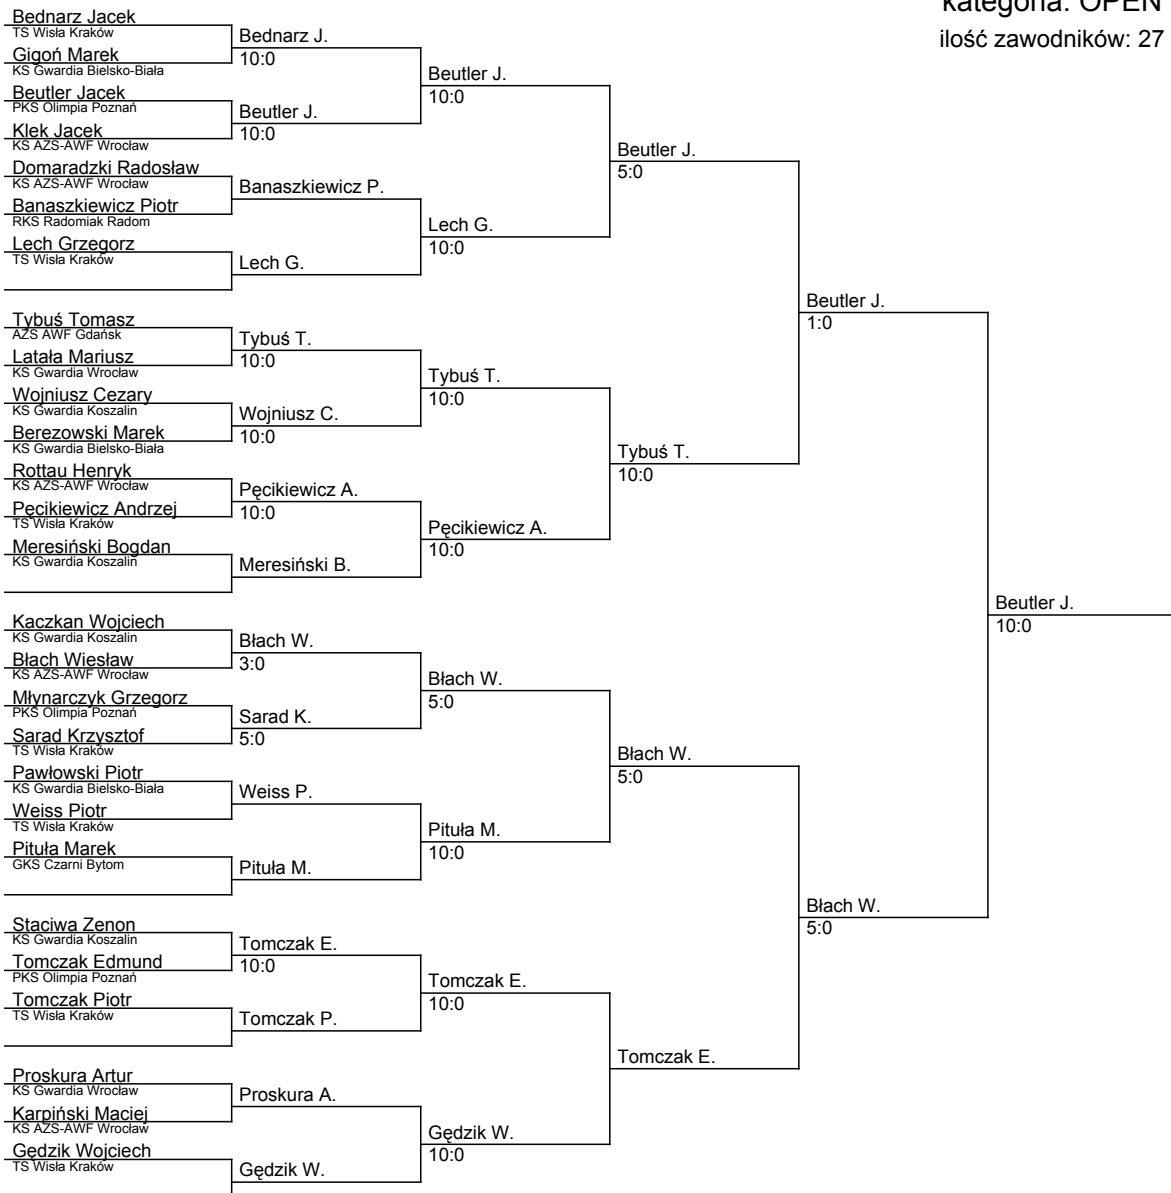 kategoria: OPEN
ilość zawodników: 27
Bednarz Jacek
TS Wisła Kraków
Gigoń Marek
KS Gwardia Bielsko-Biała
Beutler Jacek
PKS Olimpia Poznań
Klek Jacek
KS AZS-AWF Wrocław
Domaradzki Radosław
KS AZS-AWF Wrocław
Banaszkiewicz Piotr
RKS Radomiak Radom
Lech Grzegorz
TS Wisła Kraków
Tybuś Tomasz
AZS AWF Gdańsk
Latała Mariusz
KS Gwardia Wrocław
Wojniusz Cezary
KS Gwardia Koszalin
Berezowski Marek
KS Gwardia Bielsko-Biała
Rottau Henryk
KS AZS-AWF Wrocław
Pęcikiewicz Andrzej
TS Wisła Kraków
Meresiński Bogdan
KS Gwardia Koszalin
Kaczkan Wojciech
KS Gwardia Koszalin
Błach Wiesław
KS AZS-AWF Wrocław
Młynarczyk Grzegorz
PKS Olimpia Poznań
Sarad Krzysztof
TS Wisła Kraków
Pawłowski Piotr
KS Gwardia Bielsko-Biała
Weiss Piotr
TS Wisła Kraków
Pituła Marek
GKS Czarni Bytom
Staciwa Zenon
KS Gwardia Koszalin
Tomczak Edmund
PKS Olimpia Poznań
Tomczak Piotr
TS Wisła Kraków
Proskura Artur
KS Gwardia Wrocław
Karpiński Maciej
KS AZS-AWF Wrocław
Gędzik Wojciech
TS Wisła Kraków
Bednarz J.
10:0
Beutler J.
10:0
Banaszkiewicz P.
Lech G.
Tybuś T.
10:0
Wojniusz C.
10:0
Pęcikiewicz A.
10:0
Meresiński B.
Błach W.
3:0
Sarad K.
5:0
Weiss P.
Pituła M.
Tomczak E.
10:0
Tomczak P.
Proskura A.
Gędzik W.
Beutler J.
10:0
Lech G.
10:0
Tybuś T.
10:0
Pęcikiewicz A.
10:0
Błach W.
5:0
Pituła M.
10:0
Tomczak E.
10:0
Gędzik W.
10:0
Beutler J.
5:0
Tybuś T.
10:0
Błach W.
5:0
Tomczak E.
Beutler J.
1:0
Błach W.
5:0
Beutler J.
10:0